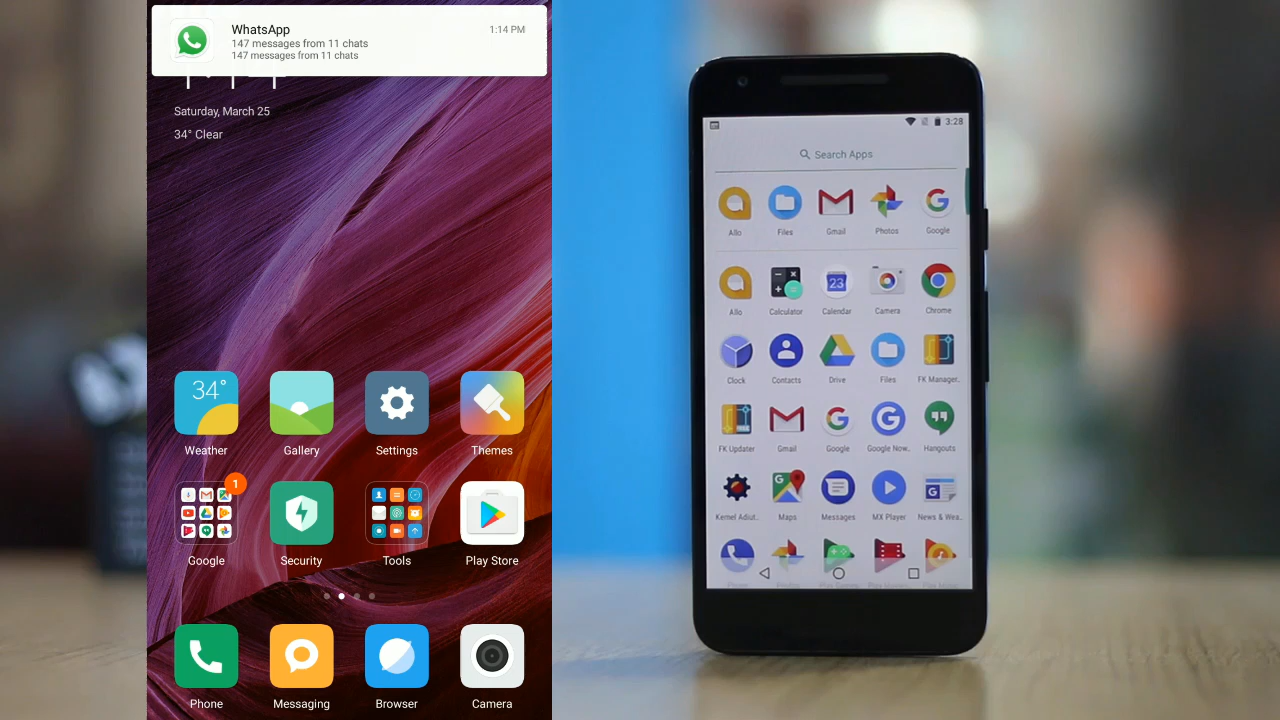 WhatsApp
1:14 PM
147 messages from 11 chats
147 messages from 11 chats
Saturday, March 25
34° Clear
34°
Weather
Gallery
Settings
Themes
1
Google
Security
Tools
Play Store
Phone
Messaging
Browser
Camera
3:28
Search Apps
Allo
Files
Gmail
Photos
Google
Allo
Calculator
Calendar
Camera
Chrome
23
Clock
Contacts
Drive
Files
FK Manager..
FK Updater
Gmail
Google
Google Now..
Hangouts
Kernel Adiut..
Maps
Messages
MX Player
News & Wea..